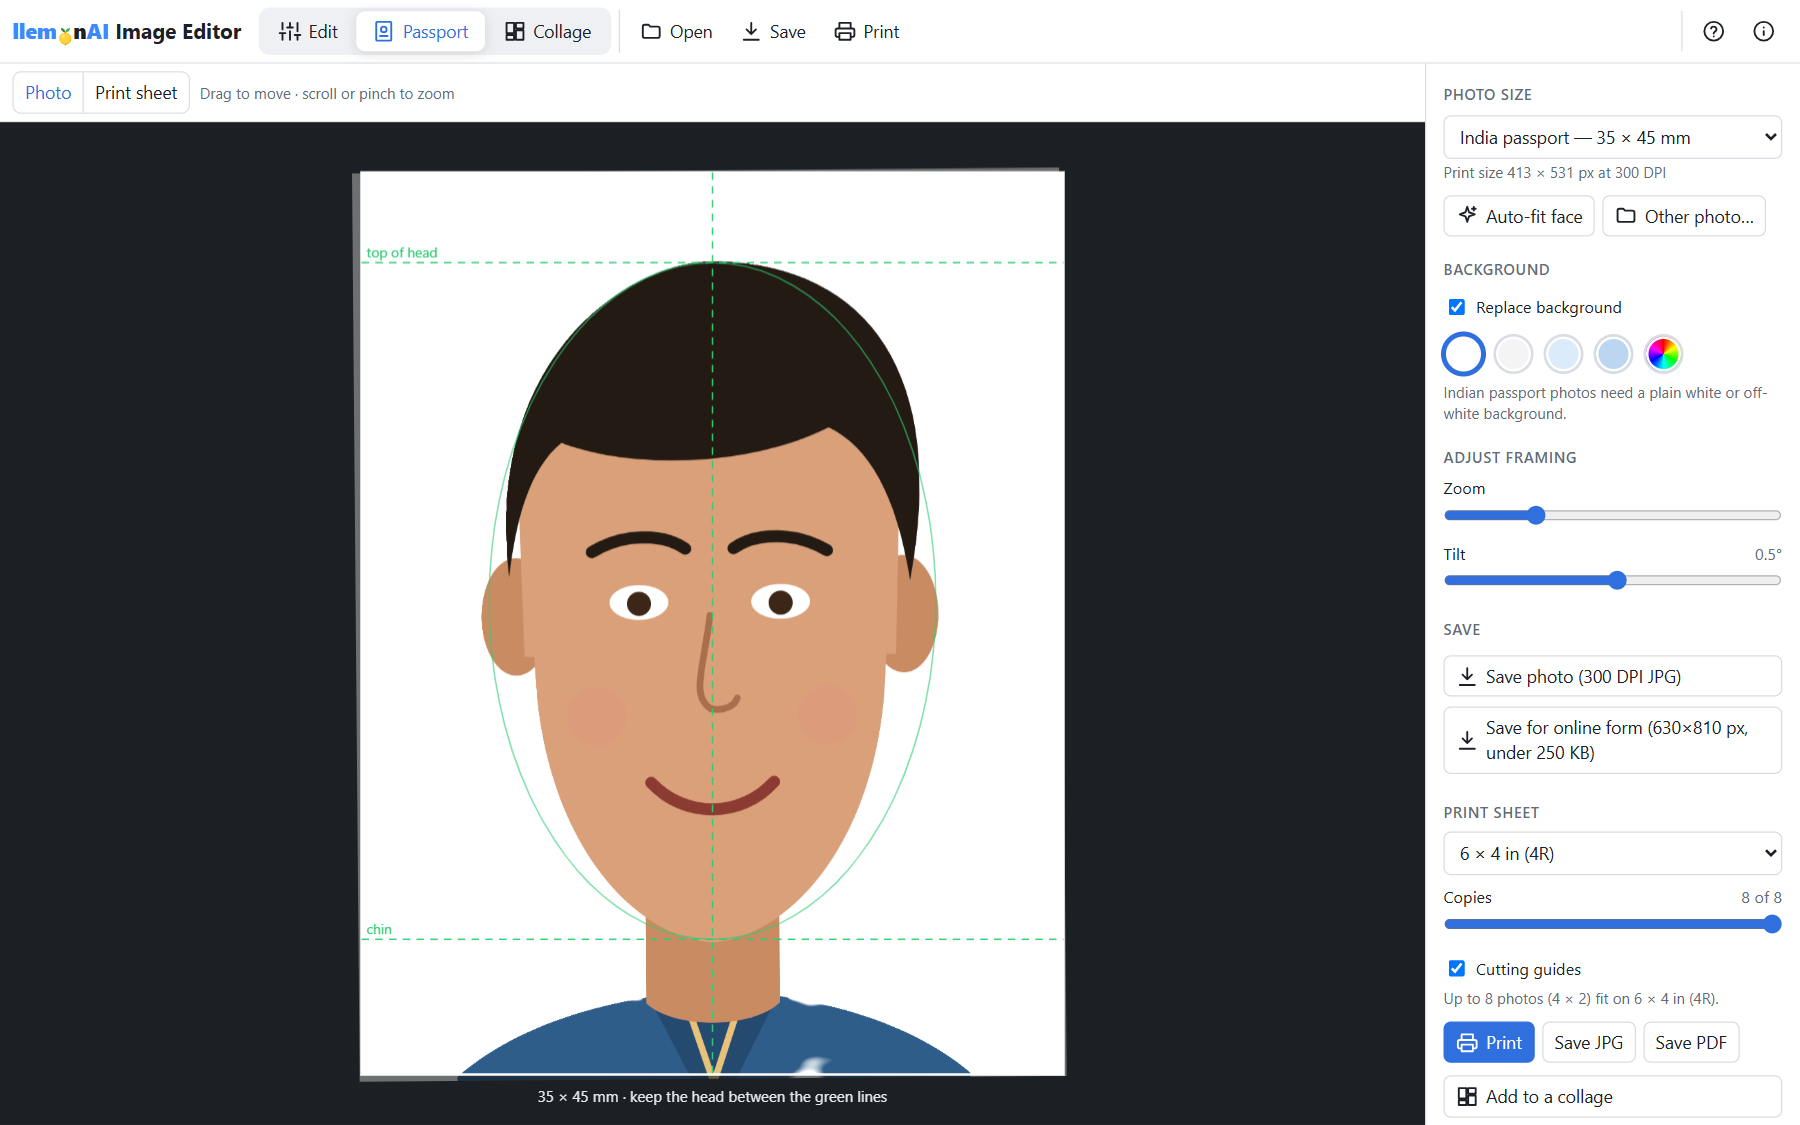 llemonAI Image Editor
Edit
Passport
Collage
Open
Save
Print
Photo
Print sheet
Drag to move · scroll or pinch to zoom
top of head
chin
35 × 45 mm · keep the head between the green lines
PHOTO SIZE
India passport — 35 × 45 mm
Print size 413 × 531 px at 300 DPI
Auto-fit face
Other photo...
BACKGROUND
Replace background
Indian passport photos need a plain white or off-
white background.
ADJUST FRAMING
Zoom
Tilt 0.5°
SAVE
Save photo (300 DPI JPG)
Save for online form (630×810 px,
under 250 KB)
PRINT SHEET
6 × 4 in (4R)
Copies 8 of 8
Cutting guides
Up to 8 photos (4 × 2) fit on 6 × 4 in (4R).
Print
Save JPG
Save PDF
Add to a collage